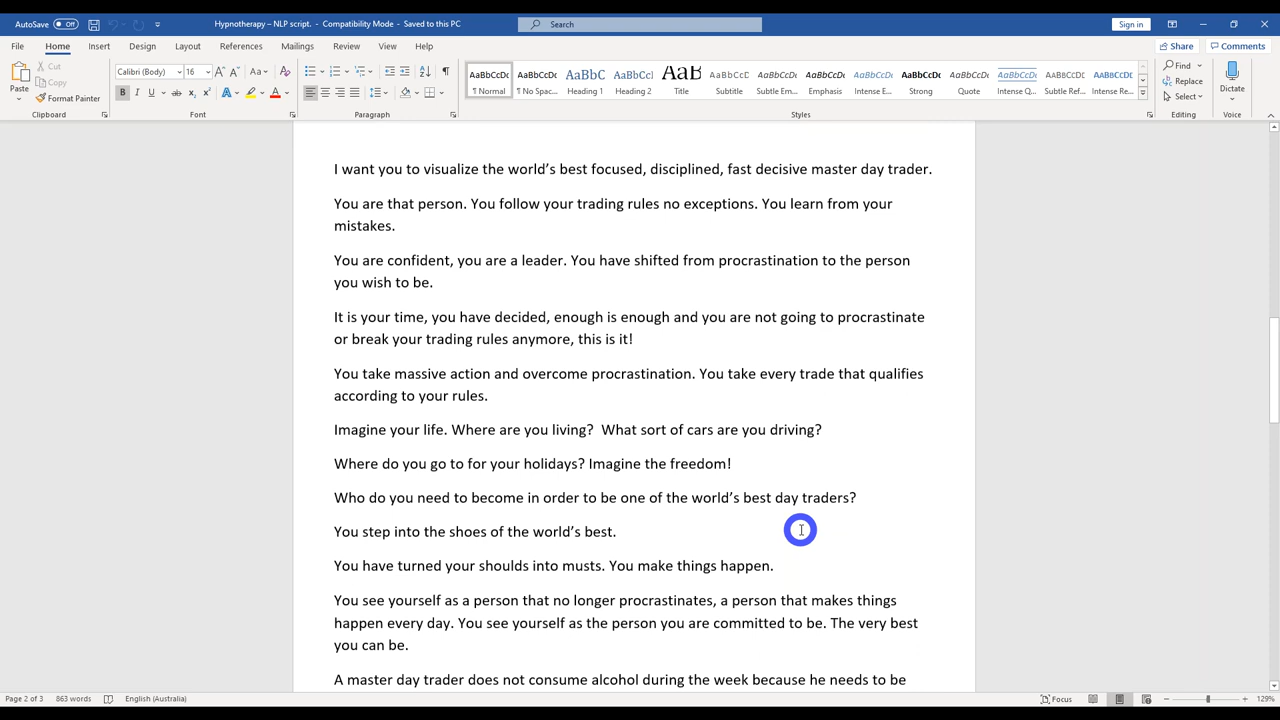 AutoSave Off Hypnotherapy – NLP script. - Compatibility Mode - Saved to this PC Search Sign in
File Home Insert Design Layout References Mailings Review View Help Share Comments
Paste Cut Copy Format Painter Clipboard
Calibri (Body) 16 A A Aa A
B I U ab x₂ x² A A Font
Paragraph
AaBbCcDc ¶ Normal
AaBbCcDc ¶ No Spac...
AaBbC Heading 1
AaBbCcI Heading 2
AaB Title
AaBbCcDc Subtitle
AaBbCcDc Subtle Em...
AaBbCcDc Emphasis
AaBbCcDc Intense E...
AaBbCcDc Strong
AaBbCcDc Quote
AaBbCcDc Intense Q...
AaBbCcDc Subtle Ref...
AaBbCcDc Intense Re...
Styles
Find Replace Select Editing
Dictate Voice
I want you to visualize the world’s best focused, disciplined, fast decisive master day trader.
You are that person. You follow your trading rules no exceptions. You learn from your
mistakes.
You are confident, you are a leader. You have shifted from procrastination to the person
you wish to be.
It is your time, you have decided, enough is enough and you are not going to procrastinate
or break your trading rules anymore, this is it!
You take massive action and overcome procrastination. You take every trade that qualifies
according to your rules.
Imagine your life. Where are you living?  What sort of cars are you driving?
Where do you go to for your holidays? Imagine the freedom!
Who do you need to become in order to be one of the world’s best day traders?
You step into the shoes of the world’s best.
You have turned your shoulds into musts. You make things happen.
You see yourself as a person that no longer procrastinates, a person that makes things
happen every day. You see yourself as the person you are committed to be. The very best
you can be.
A master day trader does not consume alcohol during the week because he needs to be
Page 2 of 3 863 words English (Australia) Focus 129%